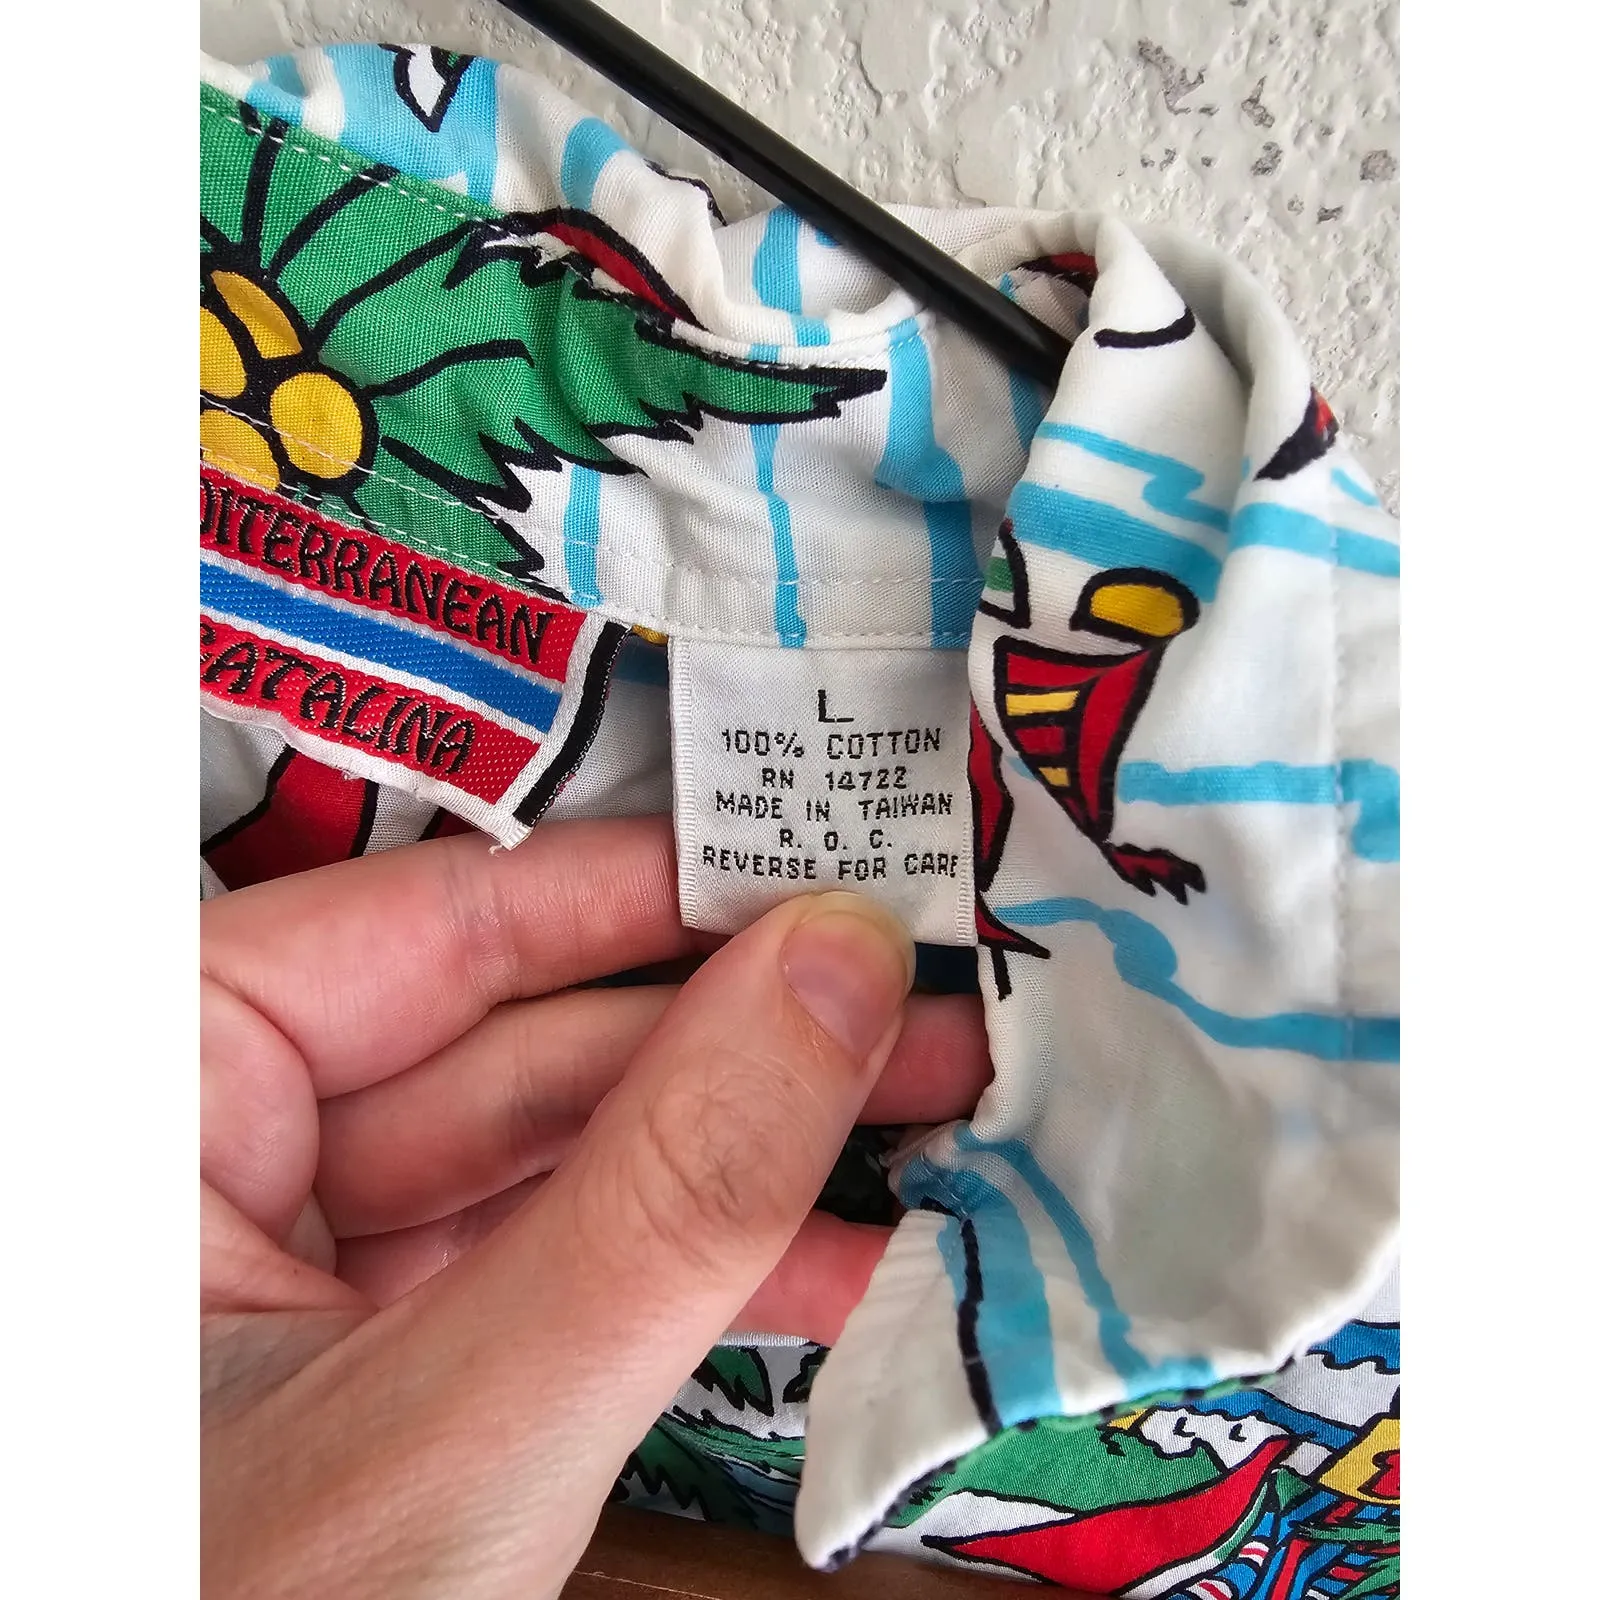 DITERRANEAN
CATALINA
L
100% COTTON
RN 14722
MADE IN TAIWAN
R. O. C.
REVERSE FOR CARE